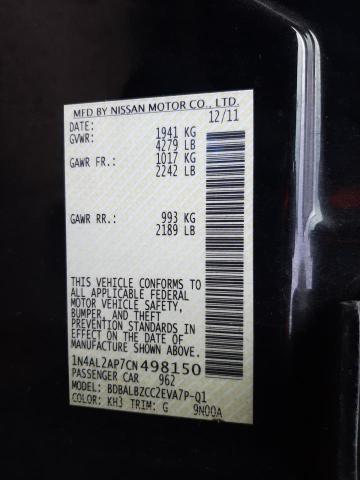 MFD BY NISSAN MOTOR CO., LTD.
DATE: 12/11
GVWR: 1941 KG
4279 LB
GAWR FR.: 1017 KG
2242 LB
GAWR RR.: 993 KG
2189 LB
THIS VEHICLE CONFORMS TO
ALL APPLICABLE FEDERAL
MOTOR VEHICLE SAFETY,
BUMPER, AND THEFT
PREVENTION STANDARDS IN
EFFECT ON THE DATE OF
MANUFACTURE SHOWN ABOVE.
1N4AL2AP7CN498150
PASSENGER CAR 962
MODEL: BDBALBZCC2EVA7P-Q1
COLOR: KH3 TRIM: G 9N00A